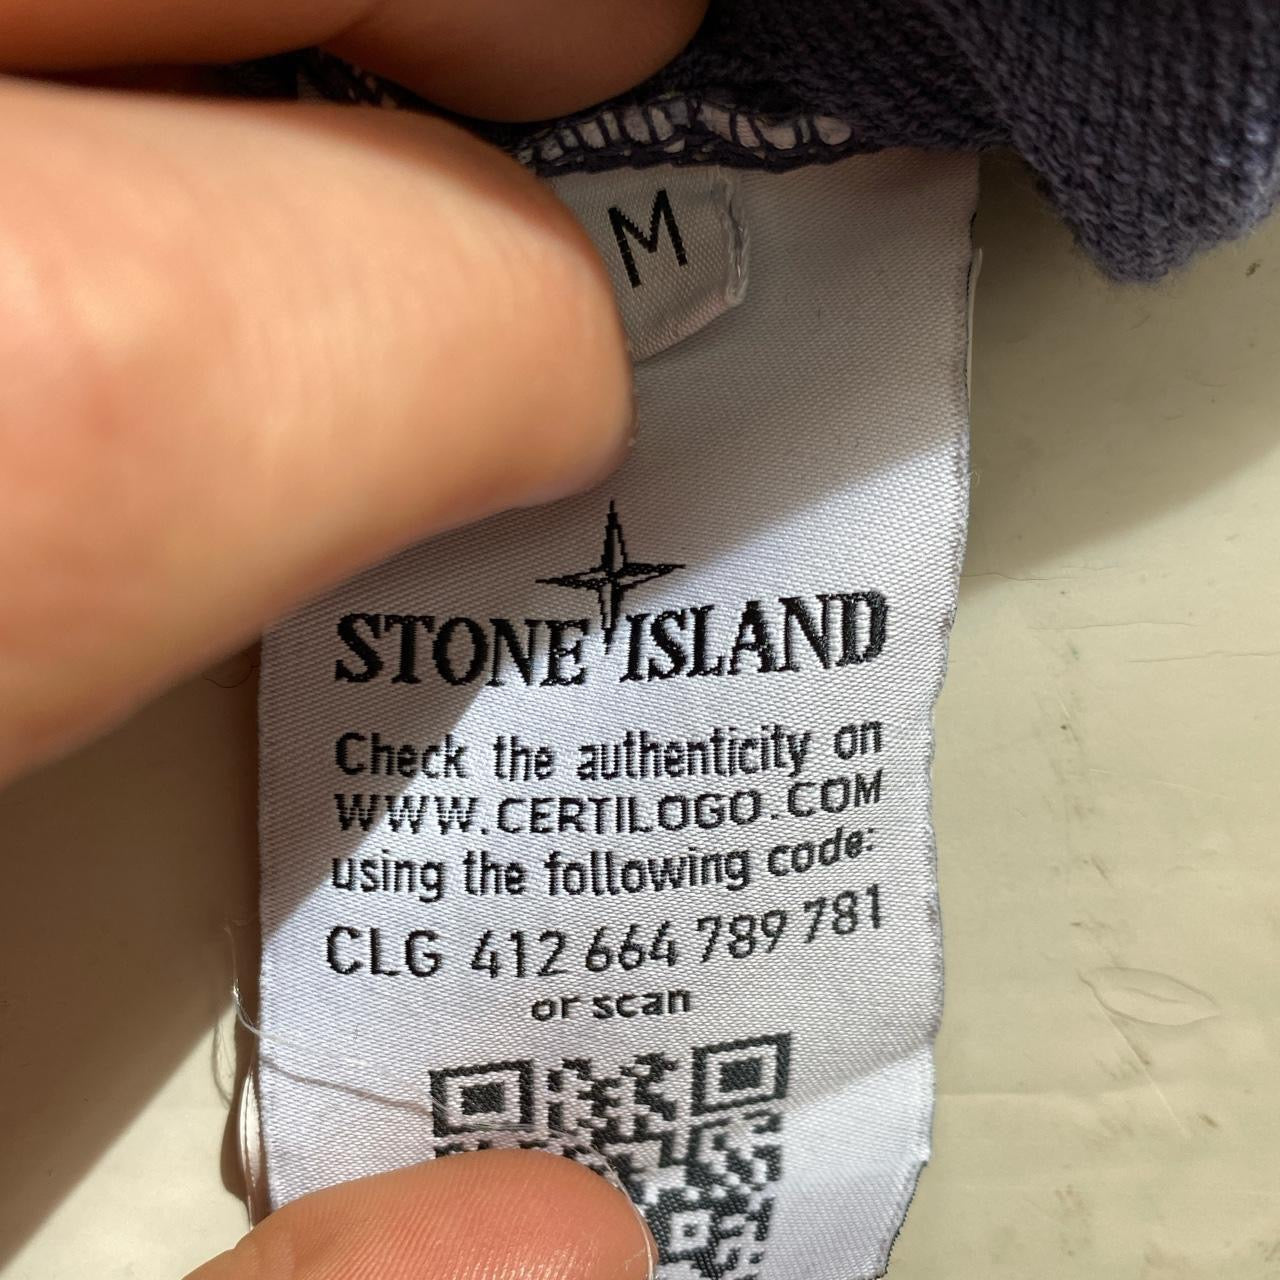 M
STONE ISLAND
Check the authenticity on
WWW.CERTILOGO.COM
using the following code:
CLG 412 664 789 781
or scan